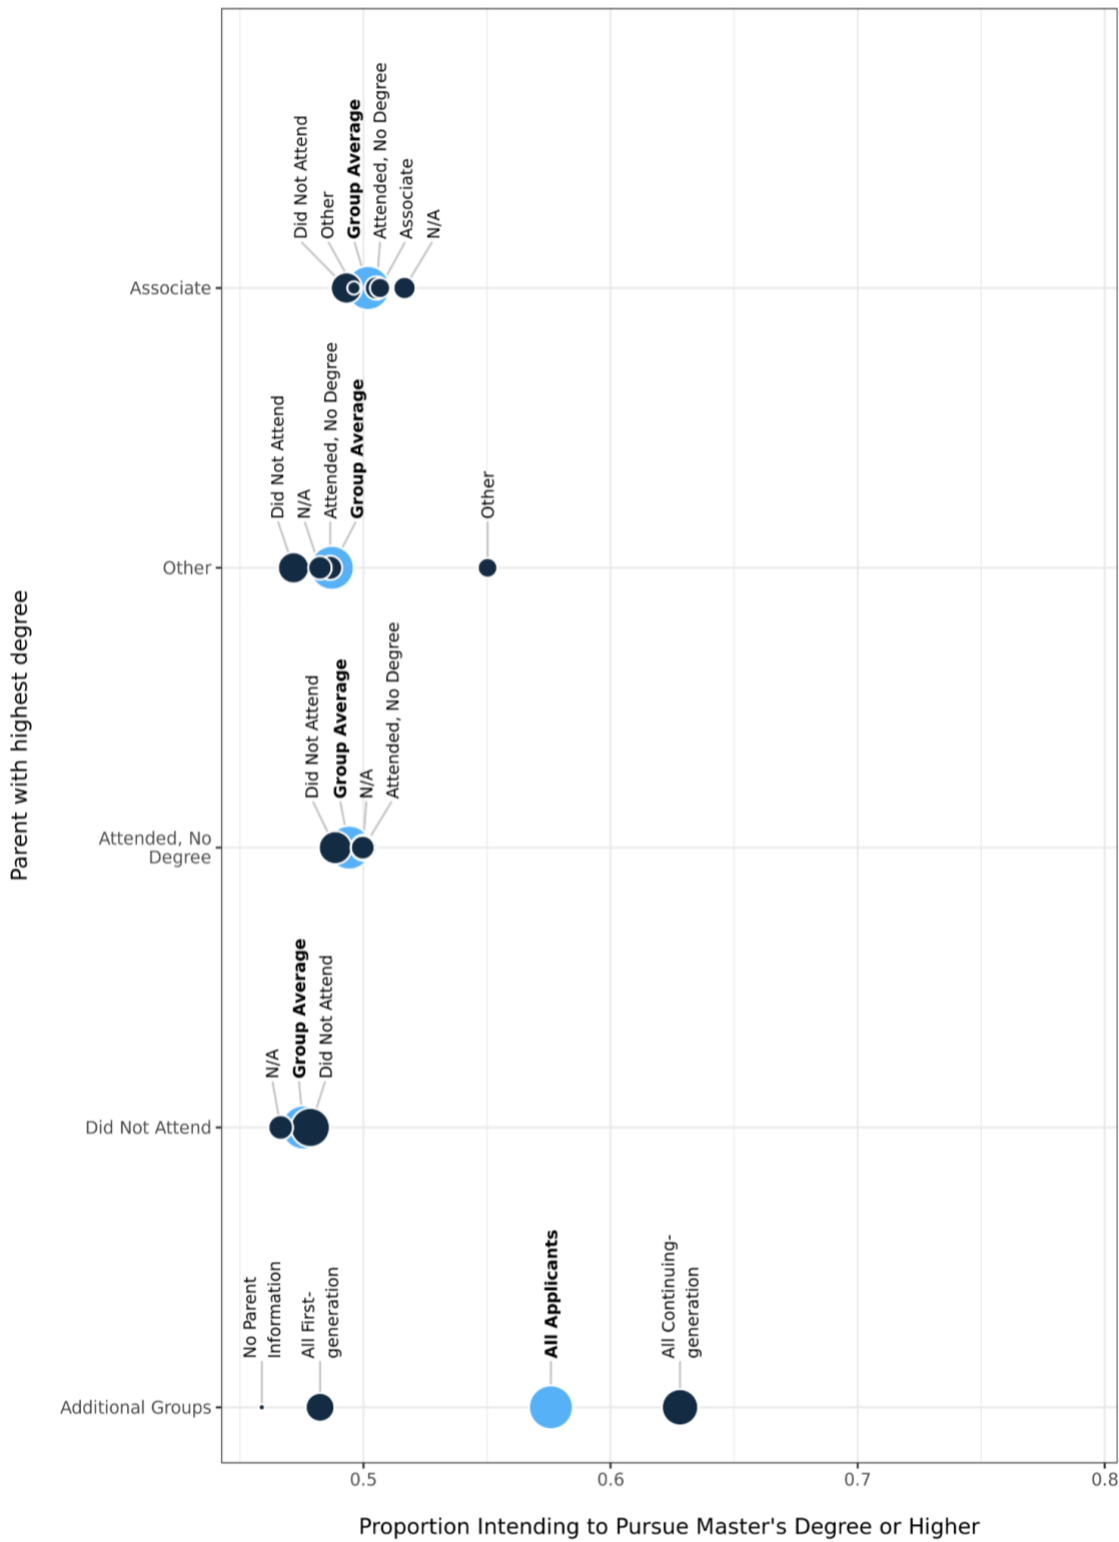 Did Not Attend
Other
Group Average
Attended, No Degree
Associate
N/A
Associate
Did Not Attend
N/A
Attended, No Degree
Group Average
Other
Other
Did Not Attend
Group Average
N/A
Attended, No Degree
Attended, No
Degree
N/A
Group Average
Did Not Attend
Did Not Attend
No Parent
Information
All First-
generation
All Applicants
All Continuing-
generation
Additional Groups
0.5
0.6
0.7
0.8
Parent with highest degree
Proportion Intending to Pursue Master's Degree or Higher